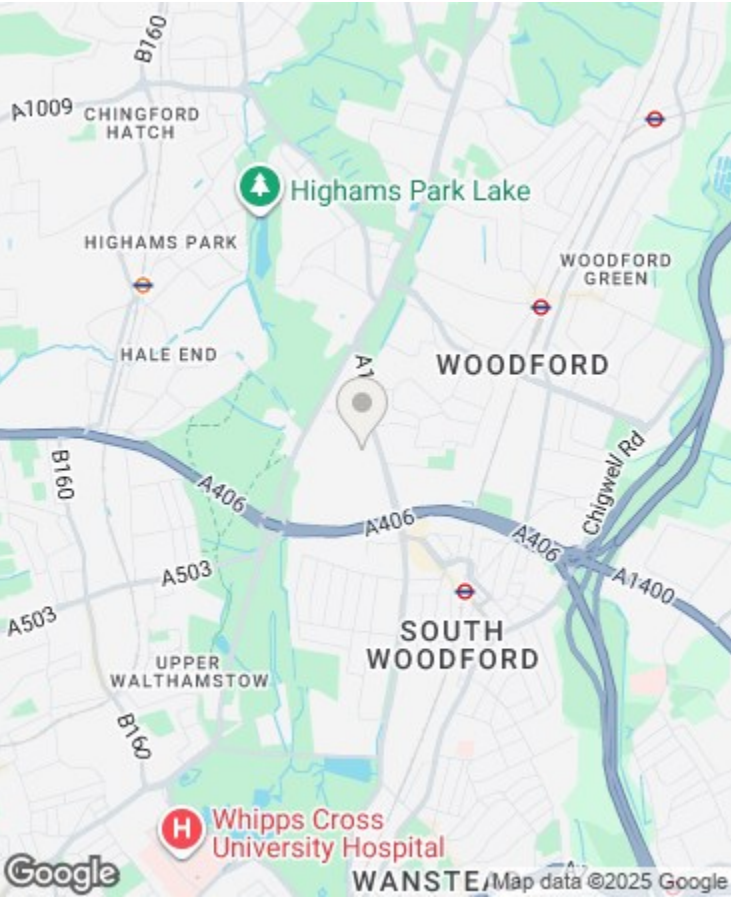 B160
A1009
CHINGFORD
HATCH
Highams Park Lake
HIGHAMS PARK
WOODFORD
GREEN
HALE END
A1
WOODFORD
B160
Chigwell Rd
A406
A406
A406
A503
A1400
A503
SOUTH
WOODFORD
UPPER
WALTHAMSTOW
B160
H
Whipps Cross
University Hospital
Google
Map data ©2025 Google